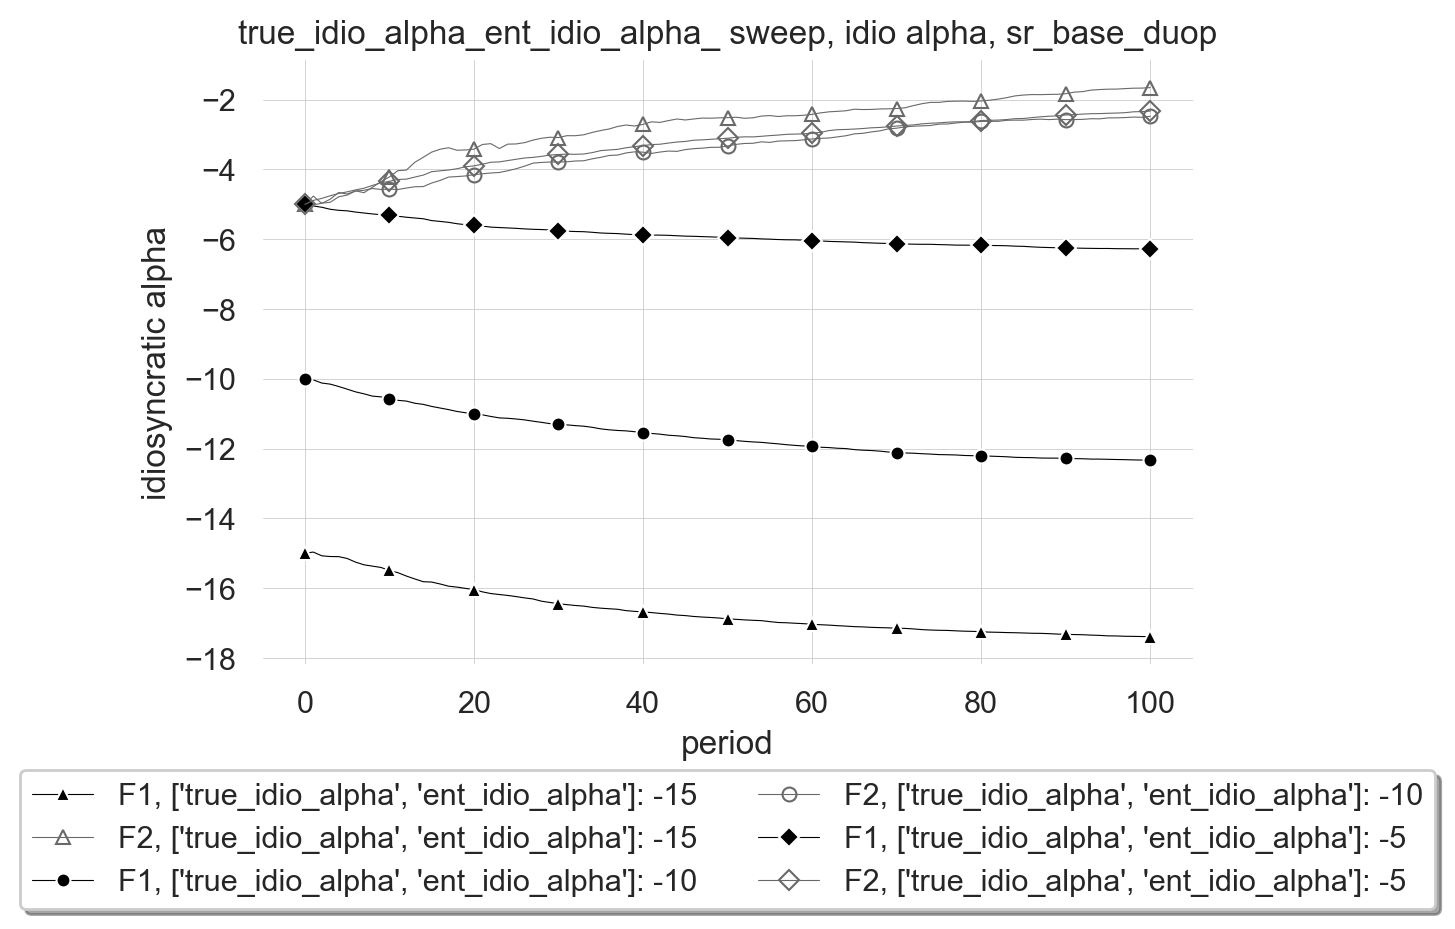 true_idio_alpha_ent_idio_alpha_ sweep, idio alpha, sr_base_duop
−2
−4
−6
−8
−10
−12
−14
−16
−18
idiosyncratic alpha
0 20 40 60 80 100
period
F1, ['true_idio_alpha', 'ent_idio_alpha']: -15
F2, ['true_idio_alpha', 'ent_idio_alpha']: -15
F1, ['true_idio_alpha', 'ent_idio_alpha']: -10
F2, ['true_idio_alpha', 'ent_idio_alpha']: -10
F1, ['true_idio_alpha', 'ent_idio_alpha']: -5
F2, ['true_idio_alpha', 'ent_idio_alpha']: -5